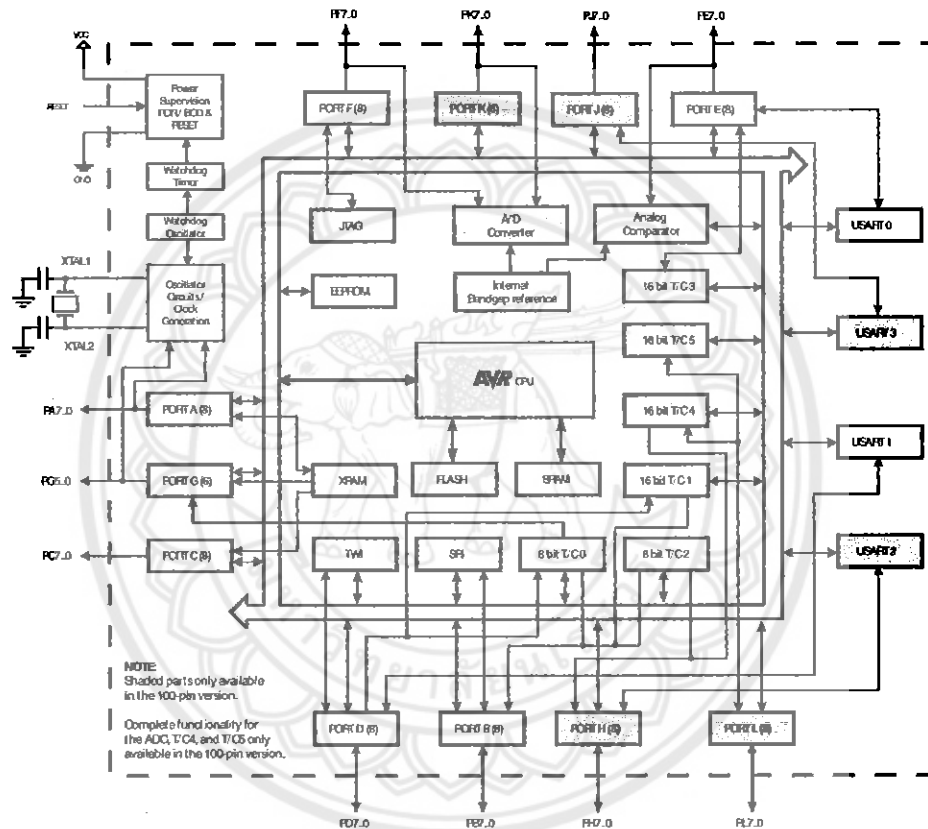 PF7..0 PK7..0 PJ7..0 PE7..0
VCC
RESET
GND
Power
Supervision
POR / BOD &
RESET
Watchdog
Timer
Watchdog
Oscillator
XTAL1
XTAL2
Oscillator
Circuits/
Clock
Generation
PORT F (8)
PORT K (8)
PORT J (8)
PORT E (8)
JTAG
A/D
Converter
Analog
Comparator
EEPROM
Internal
Bandgap reference
16 bit T/C3
16 bit T/C5
16 bit T/C4
16 bit T/C1
AVR CPU
FLASH
SRAM
USART 0
USART 3
USART 1
USART 2
PA7..0
PORT A (8)
PG5..0
PORT G (6)
XRAM
PC7..0
PORT C (8)
TWI
SPI
8 bit T/C0
8 bit T/C2
NOTE:
Shaded parts only available
in the 100-pin version.
Complete functionality for
the ADC, T/C4, and T/C5 only
available in the 100-pin version.
PORT D (8)
PORT B (8)
PORT H (8)
PORT L (8)
PD7..0 PB7..0 PH7..0 PL7..0